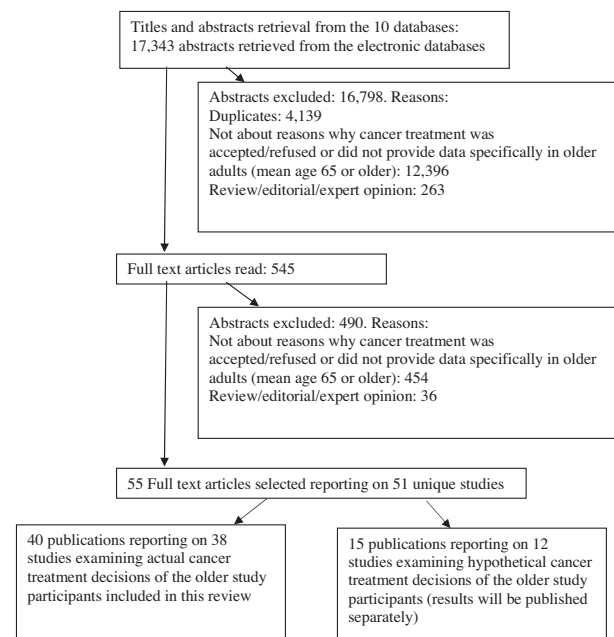 Titles and abstracts retrieval from the 10 databases:
17,343 abstracts retrieved from the electronic databases
Abstracts excluded: 16,798. Reasons:
Duplicates: 4,139
Not about reasons why cancer treatment was
accepted/refused or did not provide data specifically in older
adults (mean age 65 or older): 12,396
Review/editorial/expert opinion: 263
Full text articles read: 545
Abstracts excluded: 490. Reasons:
Not about reasons why cancer treatment was
accepted/refused or did not provide data specifically in older
adults (mean age 65 or older): 454
Review/editorial/expert opinion: 36
55 Full text articles selected reporting on 51 unique studies
40 publications reporting on 38
studies examining actual cancer
treatment decisions of the older study
participants included in this review
15 publications reporting on 12
studies examining hypothetical cancer
treatment decisions of the older study
participants (results will be published
separately)